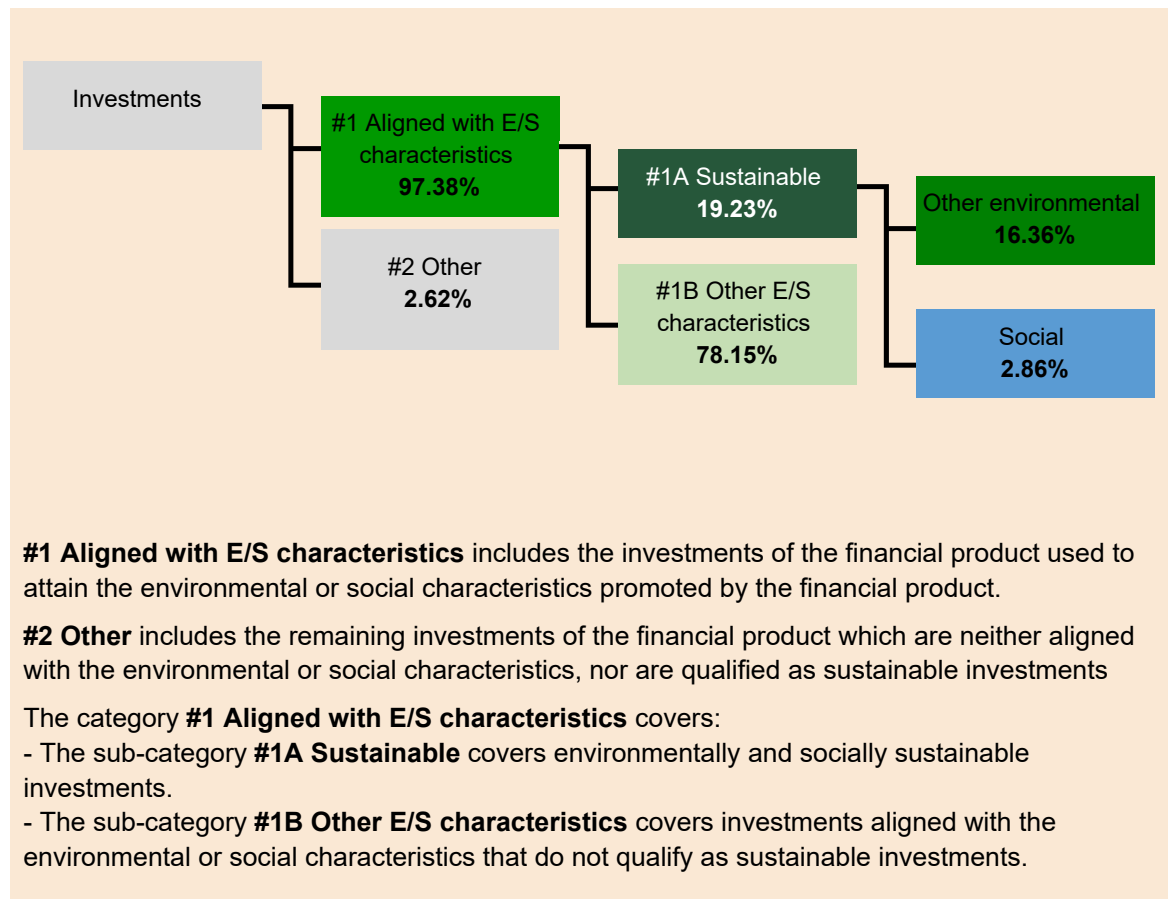 Investments
#1 Aligned with E/S
characteristics
97.38%
#2 Other
2.62%
#1A Sustainable
19.23%
#1B Other E/S
characteristics
78.15%
Other environmental
16.36%
Social
2.86%
#1 Aligned with E/S characteristics includes the investments of the financial product used to
attain the environmental or social characteristics promoted by the financial product.
#2 Other includes the remaining investments of the financial product which are neither aligned
with the environmental or social characteristics, nor are qualified as sustainable investments
The category #1 Aligned with E/S characteristics covers:
- The sub-category #1A Sustainable covers environmentally and socially sustainable
investments.
- The sub-category #1B Other E/S characteristics covers investments aligned with the
environmental or social characteristics that do not qualify as sustainable investments.